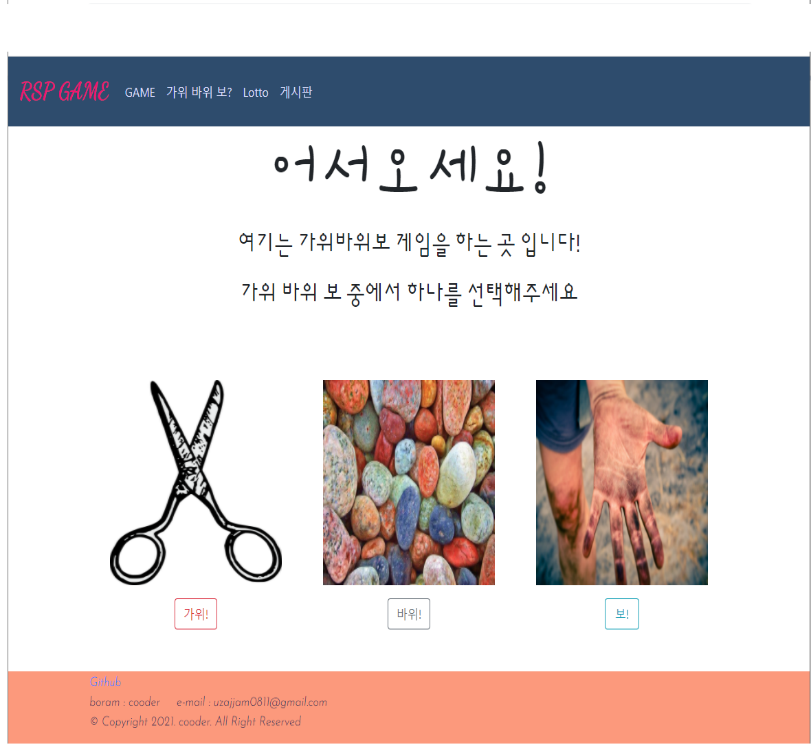 RSP GAME GAME 가위 바위 보? Lotto 게시판
어서오세요!
여기는 가위바위보 게임을 하는 곳 입니다!
가위 바위 보 중에서 하나를 선택해주세요
가위! 바위! 보!
Github
boram : cooder e-mail : uzajjam0811@gmail.com
© Copyright 2021. cooder. All Right Reserved